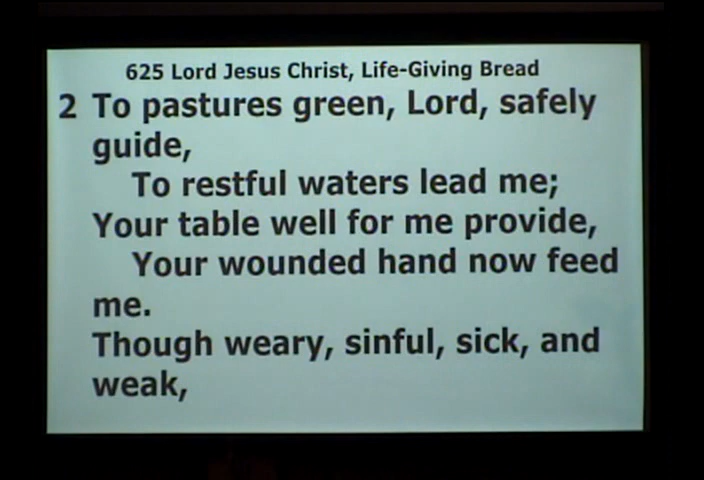 625 Lord Jesus Christ, Life-Giving Bread
2 To pastures green, Lord, safely
guide,
To restful waters lead me;
Your table well for me provide,
Your wounded hand now feed
me.
Though weary, sinful, sick, and
weak,